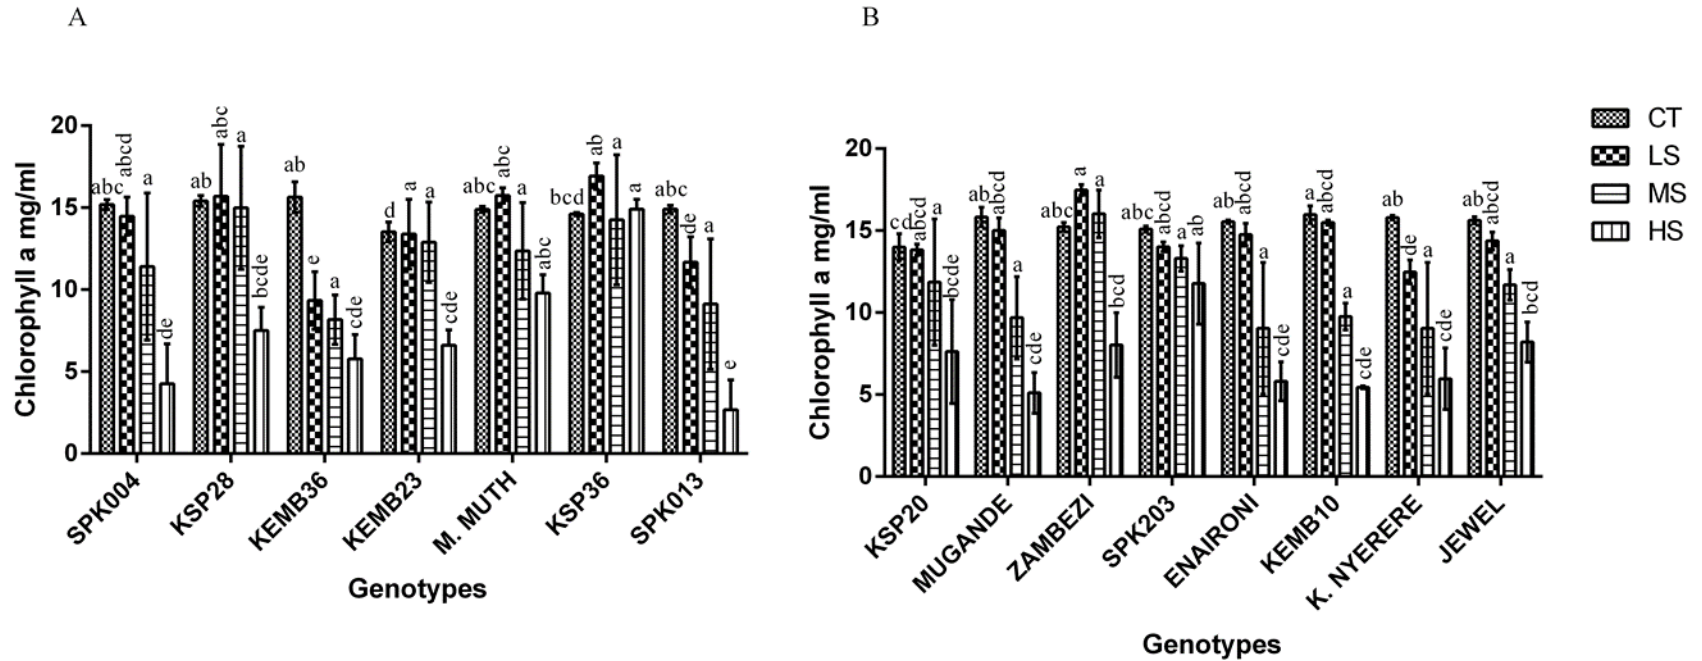 A
Chlorophyll a mg/ml
20
15
10
5
0
abc abcd a de
ab abc a bcde
ab e a cde
d a a cde
abc abc a abc
bcd ab a a
abc de a e
SPK004
KSP28
KEMB36
KEMB23
M. MUTH
KSP36
SPK013
Genotypes
B
Chlorophyll a mg/ml
20
15
10
5
0
cd abcd a bcde
ab abcd a cde
abc a a bcd
abc abcd a ab
ab abcd a cde
a abcd a cde
ab de a cde
ab abcd a bcd
KSP20
MUGANDE
ZAMBEZI
SPK203
ENAIRONI
KEMB10
K. NYERERE
JEWEL
Genotypes
CT
LS
MS
HS